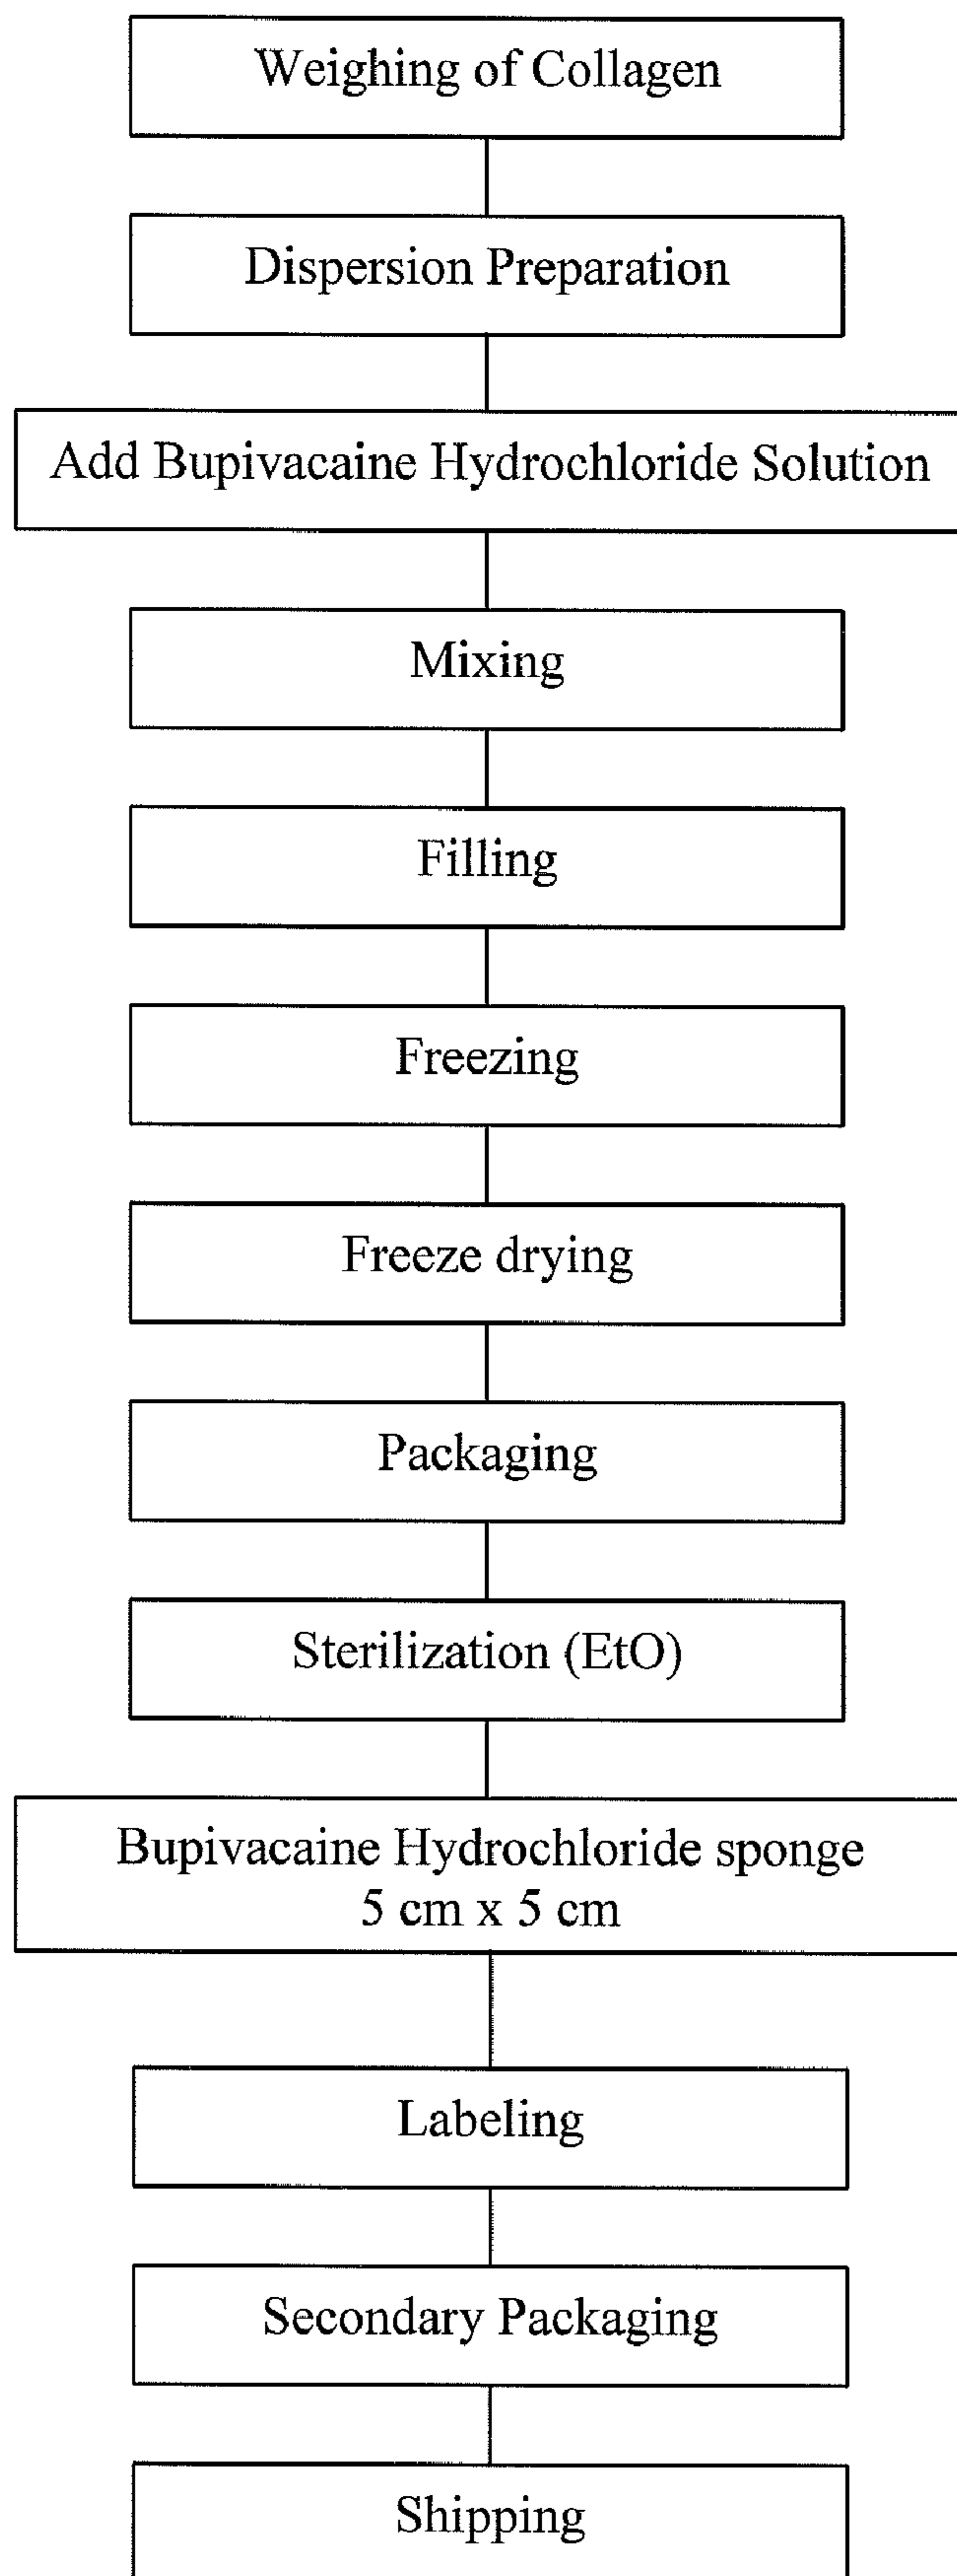 Weighing of Collagen
Dispersion Preparation
Add Bupivacaine Hydrochloride Solution
Mixing
Filling
Freezing
Freeze drying
Packaging
Sterilization (EtO)
Bupivacaine Hydrochloride sponge
5 cm x 5 cm
Labeling
Secondary Packaging
Shipping